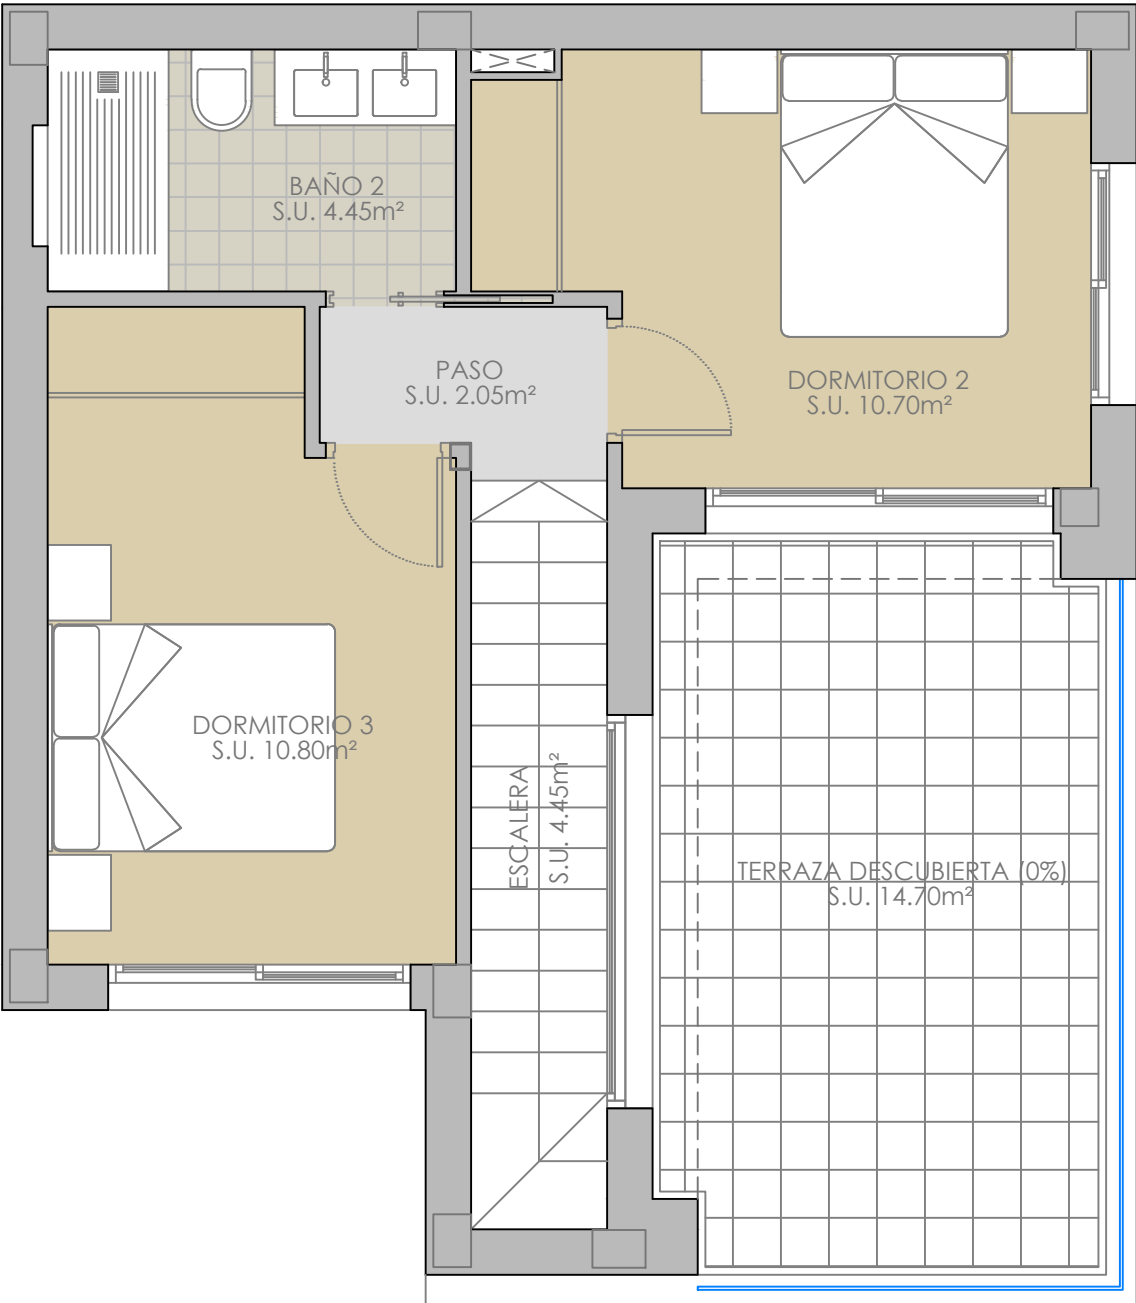 BAÑO 2
S.U. 4.45m²
PASO
S.U. 2.05m²
DORMITORIO 2
S.U. 10.70m²
DORMITORIO 3
S.U. 10.80m²
ESCALERA
S.U. 4.45m²
TERRAZA DESCUBIERTA (0%)
S.U. 14.70m²